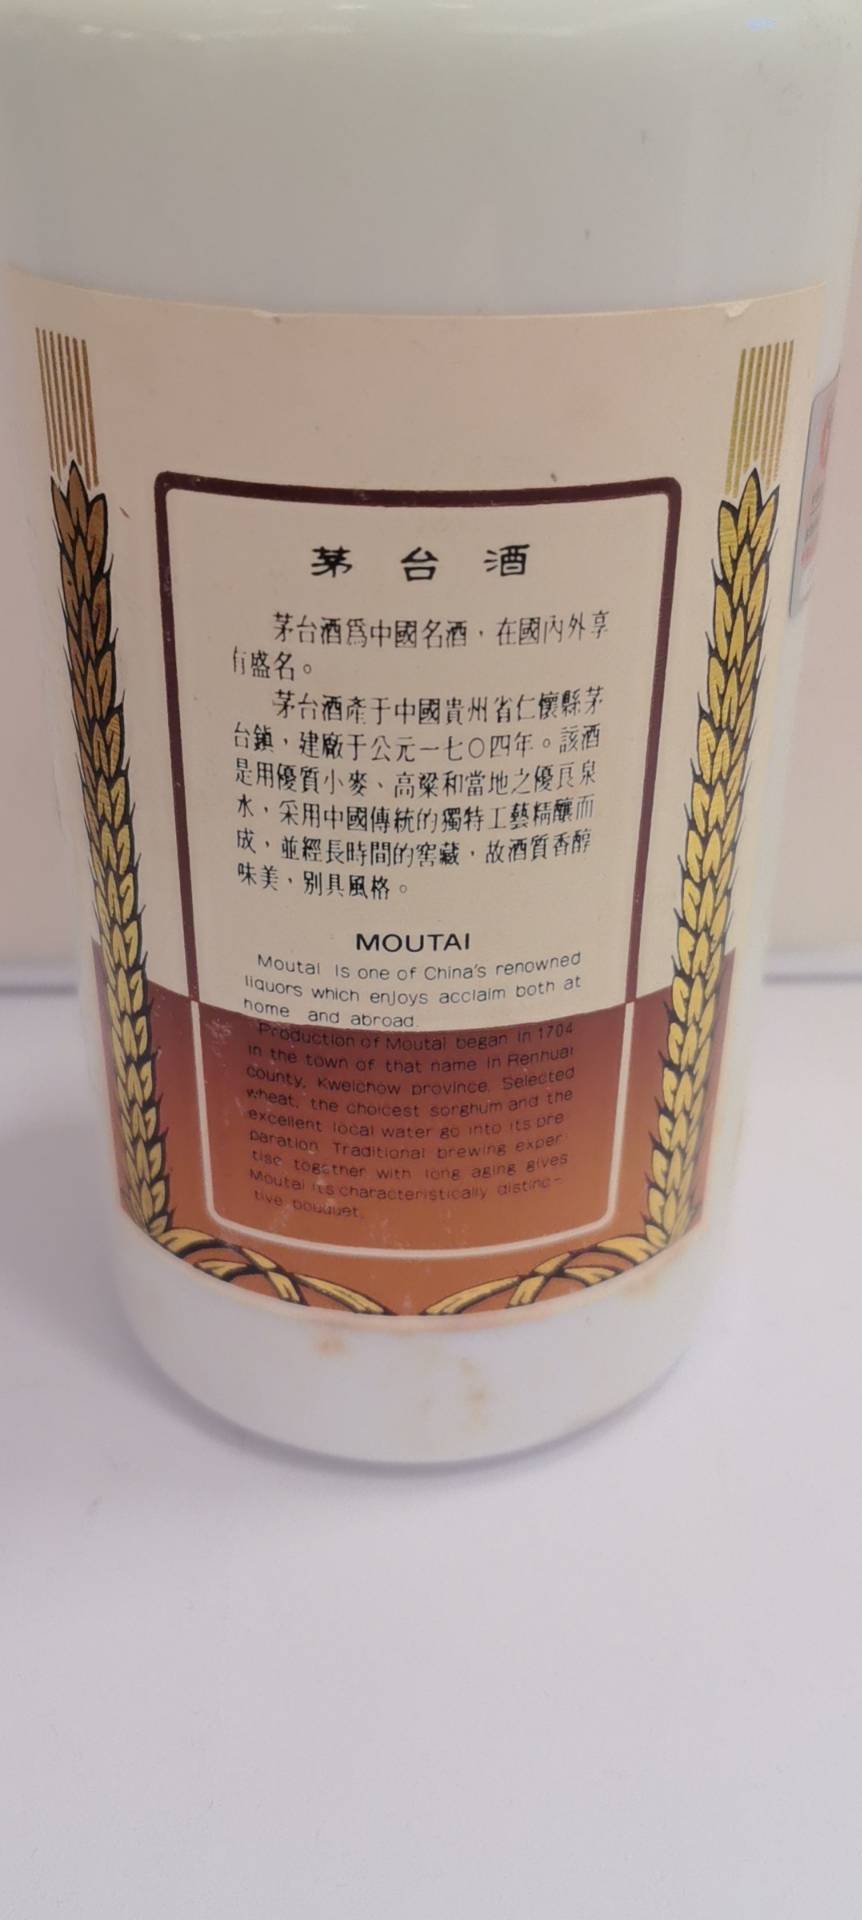 茅台酒
茅台酒爲中國名酒，在國內外享
有盛名。
茅台酒產于中國貴州省仁懷縣茅
台鎮，建廠于公元一七〇四年。該酒
是用優質小麥、高粱和當地之優良泉
水，采用中國傳統的獨特工藝精釀而
成，並經長時間的窖藏，故酒質香醇
味美，別具風格。
MOUTAI
Moutai Is one of China's renowned
liquors which enjoys acclaim both at
home and abroad.
Production of Moutai began in 1704
in the town of that name in Renhuai
County, Kweichow province. Selected
wheat, the choicest sorghum and the
excellent local water go into its pre-
paration Traditional brewing exper-
tise together with long aging gives
Moutai its characteristically distinc-
tive bouquet.